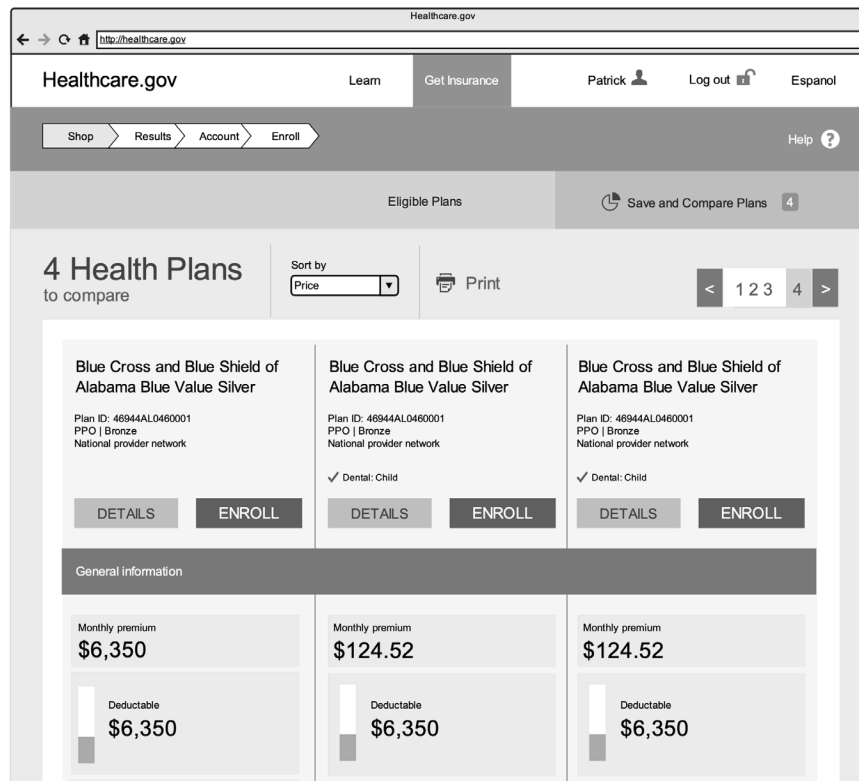 Healthcare.gov
http://healthcare.gov
Healthcare.gov
Learn
Get Insurance
Patrick
Log out
Espanol
Shop
Results
Account
Enroll
Help ?
Eligible Plans
Save and Compare Plans 4
4 Health Plans
to compare
Sort by
Price
Print
< 1 2 3 4 >
Blue Cross and Blue Shield of
Alabama Blue Value Silver
Plan ID: 46944AL0460001
PPO | Bronze
National provider network
DETAILS
ENROLL
Blue Cross and Blue Shield of
Alabama Blue Value Silver
Plan ID: 46944AL0460001
PPO | Bronze
National provider network
Dental: Child
DETAILS
ENROLL
Blue Cross and Blue Shield of
Alabama Blue Value Silver
Plan ID: 46944AL0460001
PPO | Bronze
National provider network
Dental: Child
DETAILS
ENROLL
General information
Monthly premium
$6,350
Monthly premium
$124.52
Monthly premium
$124.52
Deductable
$6,350
Deductable
$6,350
Deductable
$6,350